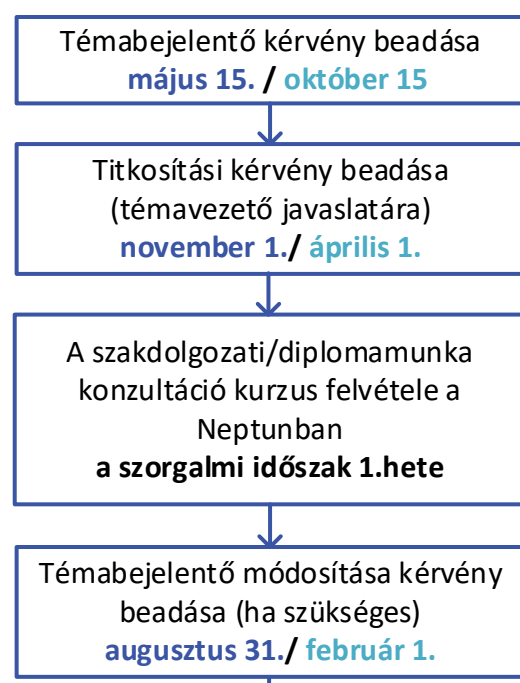 Témabejelentő kérvény beadása
május 15. / október 15
Titkosítási kérvény beadása
(témavezető javaslatára)
november 1./ április 1.
A szakdolgozati/diplomamunka
konzultáció kurzus felvétele a
Neptunban
a szorgalmi időszak 1.hete
Témabejelentő módosítása kérvény
beadása (ha szükséges)
augusztus 31./ február 1.